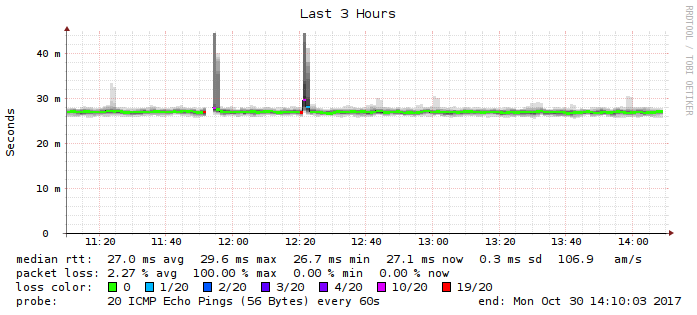 Last 3 Hours
RRDTOOL / TOBI OETIKER
Seconds
40 m
30 m
20 m
10 m
0
11:20 11:40 12:00 12:20 12:40 13:00 13:20 13:40 14:00
median rtt: 27.0 ms avg 29.6 ms max 26.7 ms min 27.1 ms now 0.3 ms sd 106.9 am/s
packet loss: 2.27 % avg 100.00 % max 0.00 % min 0.00 % now
loss color: 0 1/20 2/20 3/20 4/20 10/20 19/20
probe: 20 ICMP Echo Pings (56 Bytes) every 60s end: Mon Oct 30 14:10:03 2017